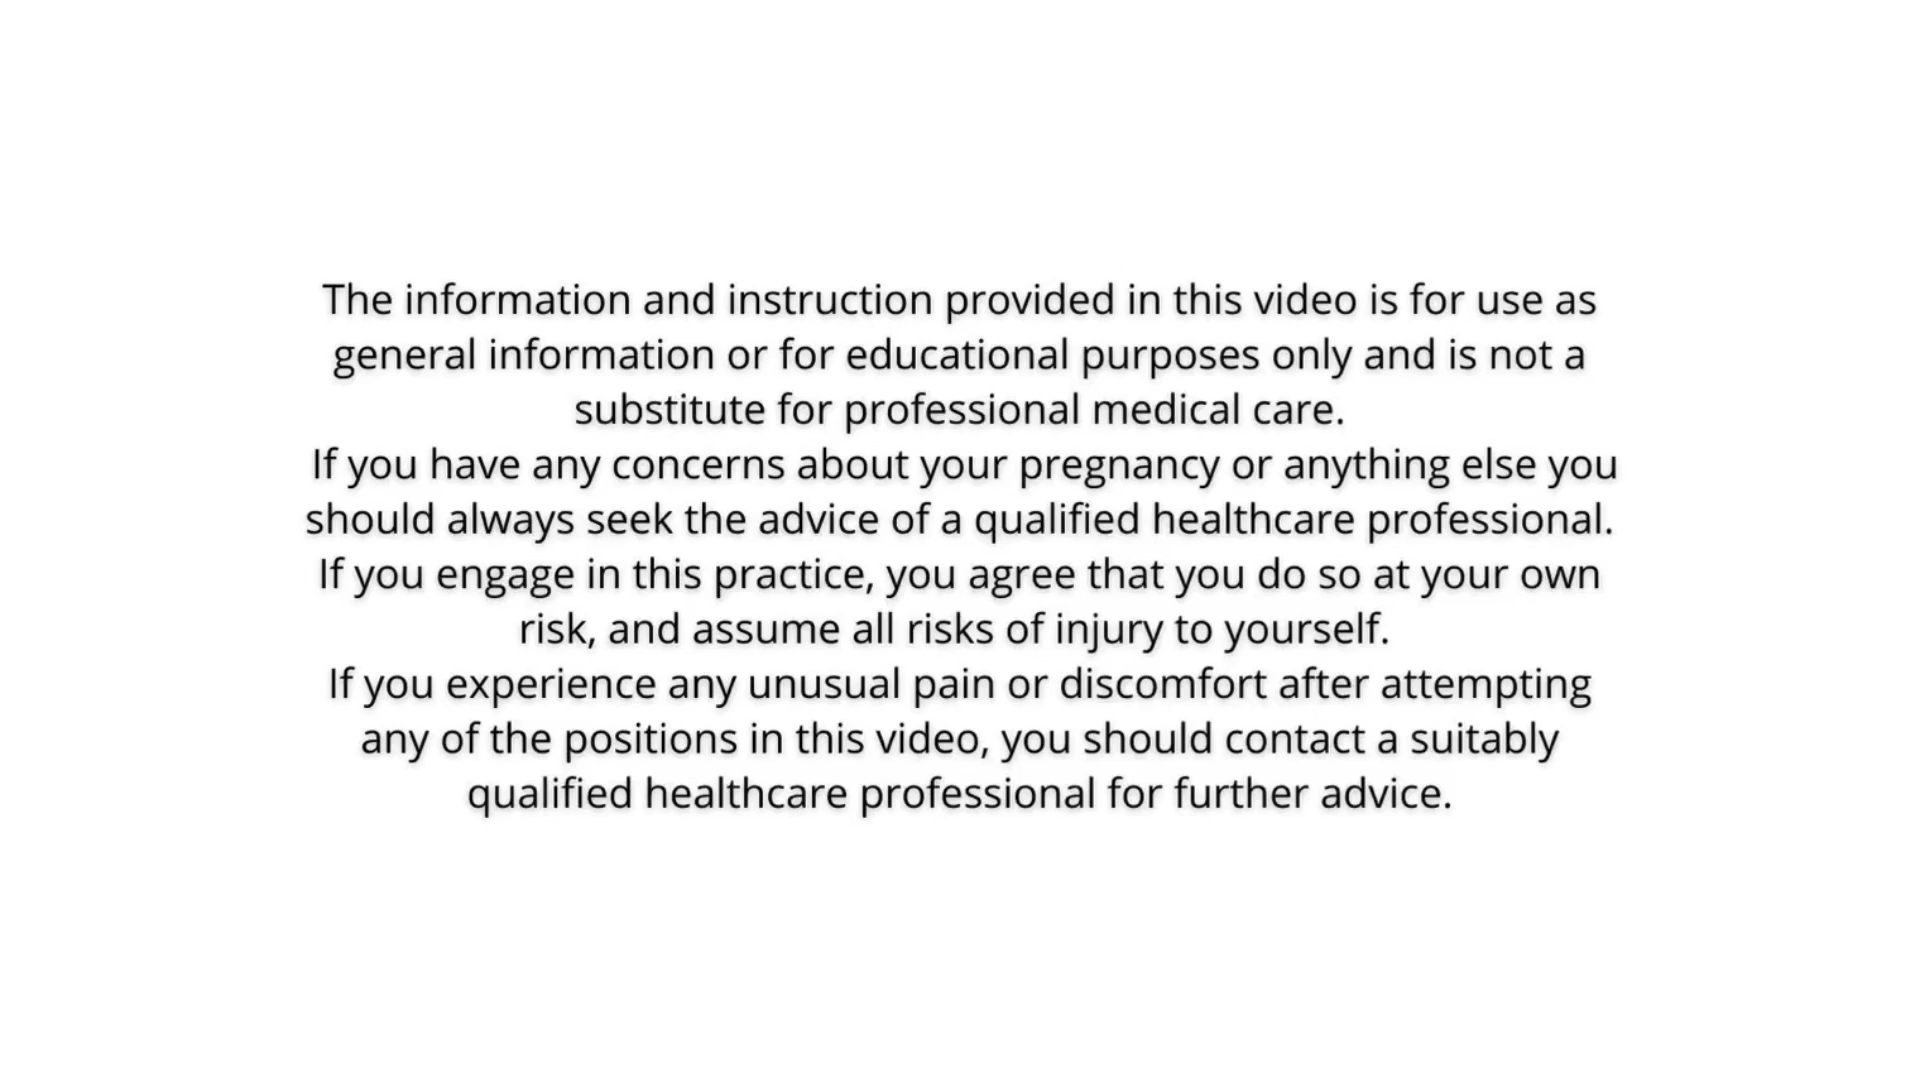 The information and instruction provided in this video is for use as
general information or for educational purposes only and is not a
substitute for professional medical care.
If you have any concerns about your pregnancy or anything else you
should always seek the advice of a qualified healthcare professional.
If you engage in this practice, you agree that you do so at your own
risk, and assume all risks of injury to yourself.
If you experience any unusual pain or discomfort after attempting
any of the positions in this video, you should contact a suitably
qualified healthcare professional for further advice.